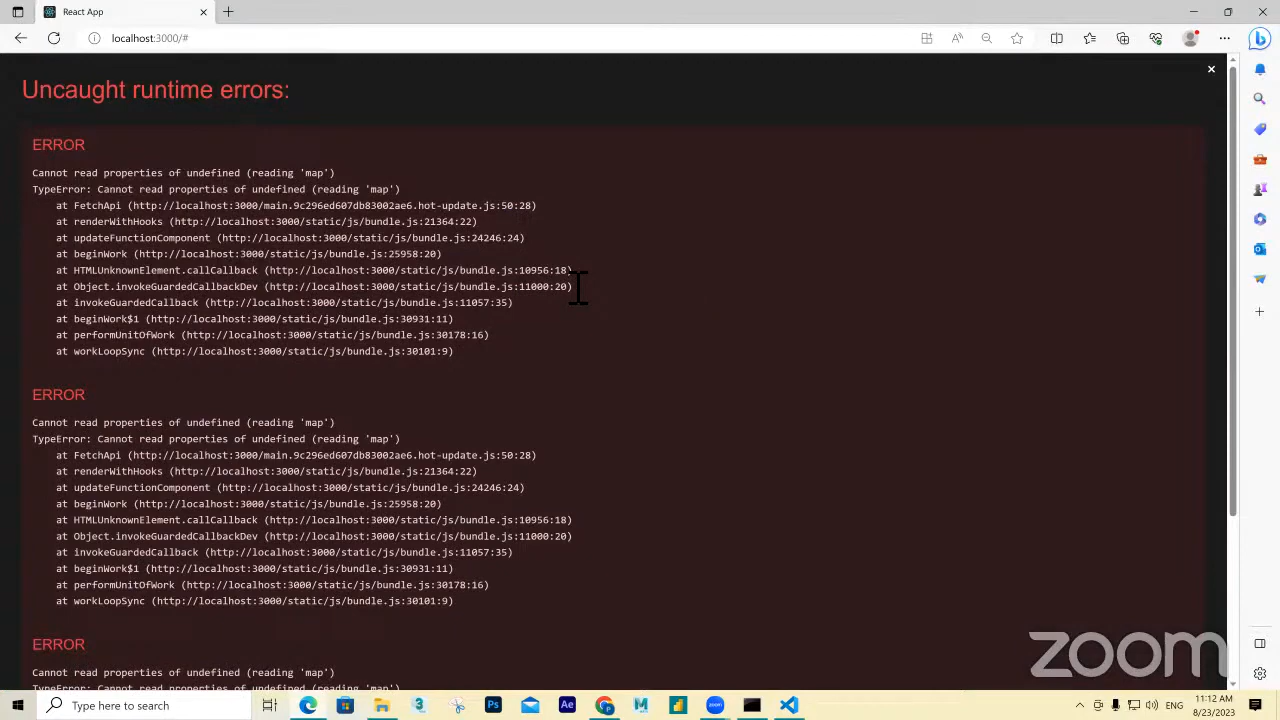 React App
localhost:3000/#
Uncaught runtime errors:
ERROR
Cannot read properties of undefined (reading 'map')
TypeError: Cannot read properties of undefined (reading 'map')
at FetchApi (http://localhost:3000/main.9c296ed607db83002ae6.hot-update.js:50:28)
at renderWithHooks (http://localhost:3000/static/js/bundle.js:21364:22)
at updateFunctionComponent (http://localhost:3000/static/js/bundle.js:24246:24)
at beginWork (http://localhost:3000/static/js/bundle.js:25958:20)
at HTMLUnknownElement.callCallback (http://localhost:3000/static/js/bundle.js:10956:18)
at Object.invokeGuardedCallbackDev (http://localhost:3000/static/js/bundle.js:11000:20)
at invokeGuardedCallback (http://localhost:3000/static/js/bundle.js:11057:35)
at beginWork$1 (http://localhost:3000/static/js/bundle.js:30931:11)
at performUnitOfWork (http://localhost:3000/static/js/bundle.js:30178:16)
at workLoopSync (http://localhost:3000/static/js/bundle.js:30101:9)
ERROR
Cannot read properties of undefined (reading 'map')
TypeError: Cannot read properties of undefined (reading 'map')
at FetchApi (http://localhost:3000/main.9c296ed607db83002ae6.hot-update.js:50:28)
at renderWithHooks (http://localhost:3000/static/js/bundle.js:21364:22)
at updateFunctionComponent (http://localhost:3000/static/js/bundle.js:24246:24)
at beginWork (http://localhost:3000/static/js/bundle.js:25958:20)
at HTMLUnknownElement.callCallback (http://localhost:3000/static/js/bundle.js:10956:18)
at Object.invokeGuardedCallbackDev (http://localhost:3000/static/js/bundle.js:11000:20)
at invokeGuardedCallback (http://localhost:3000/static/js/bundle.js:11057:35)
at beginWork$1 (http://localhost:3000/static/js/bundle.js:30931:11)
at performUnitOfWork (http://localhost:3000/static/js/bundle.js:30178:16)
at workLoopSync (http://localhost:3000/static/js/bundle.js:30101:9)
ERROR
Cannot read properties of undefined (reading 'map')
TypeError: Cannot read properties of undefined (reading 'map')
zoom
Type here to search
Ps
Ae
zoom
ENG
11:12 AM
8/23/2023